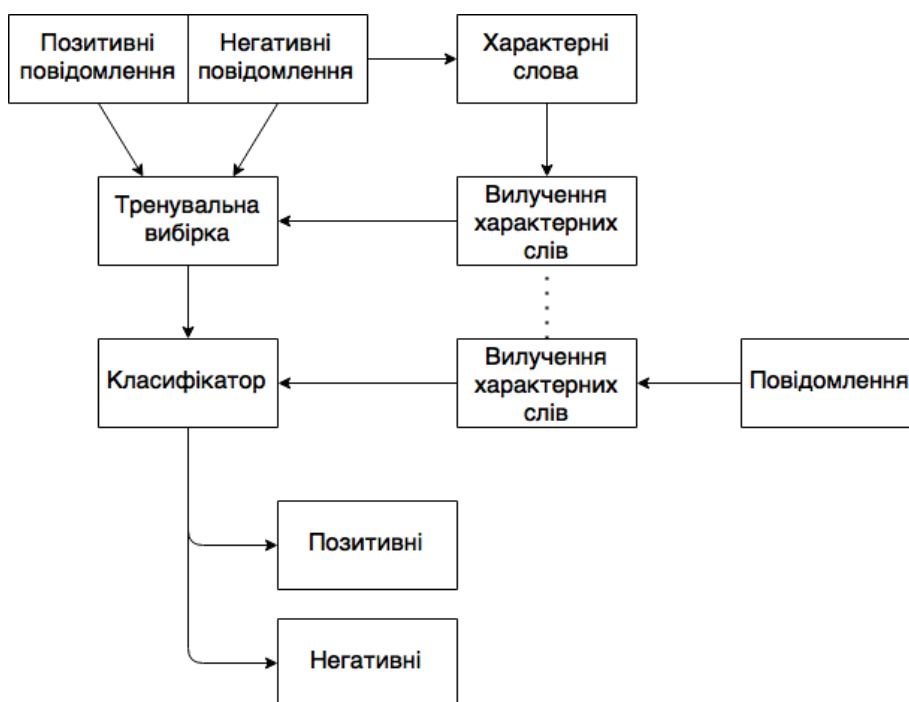 Позитивні
повідомлення
Негативні
повідомлення
Характерні
слова
Тренувальна
вибірка
Вилучення
характерних
слів
Класифікатор
Вилучення
характерних
слів
Повідомлення
Позитивні
Негативні